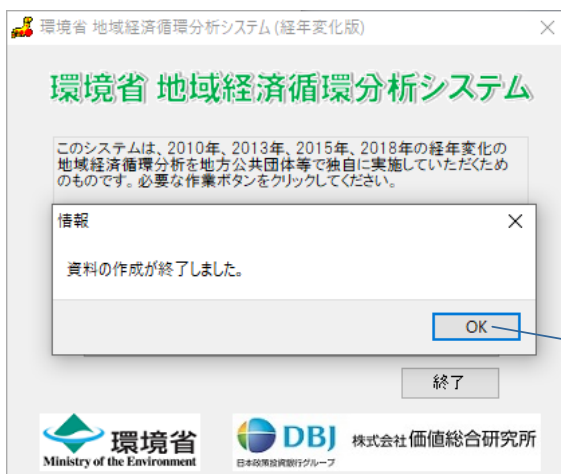 環境省 地域経済循環分析システム (経年変化版)
環境省 地域経済循環分析システム
このシステムは、2010年、2013年、2015年、2018年の経年変化の
地域経済循環分析を地方公共団体等で独自に実施していただくため
のものです。必要な作業ボタンをクリックしてください。
情報
資料の作成が終了しました。
OK
終了
環境省
Ministry of the Environment
DBJ
日本政策投資銀行グループ
株式会社価値総合研究所